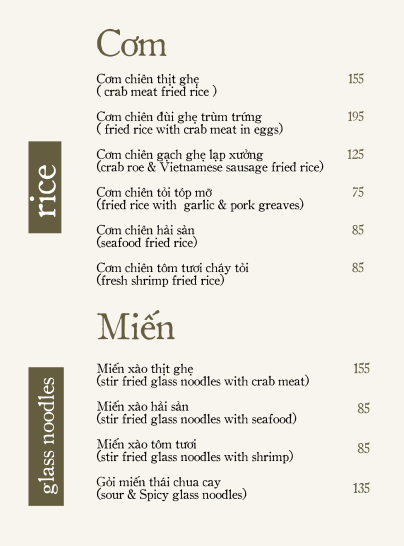 Cơm
Cơm chiên thịt ghẹ 155
( crab meat fried rice )
Cơm chiên đùi ghẹ trùm trứng 195
( fried rice with crab meat in eggs)
Cơm chiên gạch ghẹ lạp xưởng 125
(crab roe & Vietnamese sausage fried rice)
rice
Cơm chiên tỏi tóp mỡ 75
(fried rice with garlic & pork greaves)
Cơm chiên hải sản 85
(seafood fried rice)
Cơm chiên tôm tươi cháy tỏi 85
(fresh shrimp fried rice)
Miến
Miến xào thịt ghẹ 155
(stir fried glass noodles with crab meat)
Miến xào hải sản 85
(stir fried glass noodles with seafood)
glass noodles
Miến xào tôm tươi 85
(stir fried glass noodles with shrimp)
Gỏi miến thái chua cay 135
(sour & Spicy glass noodles)